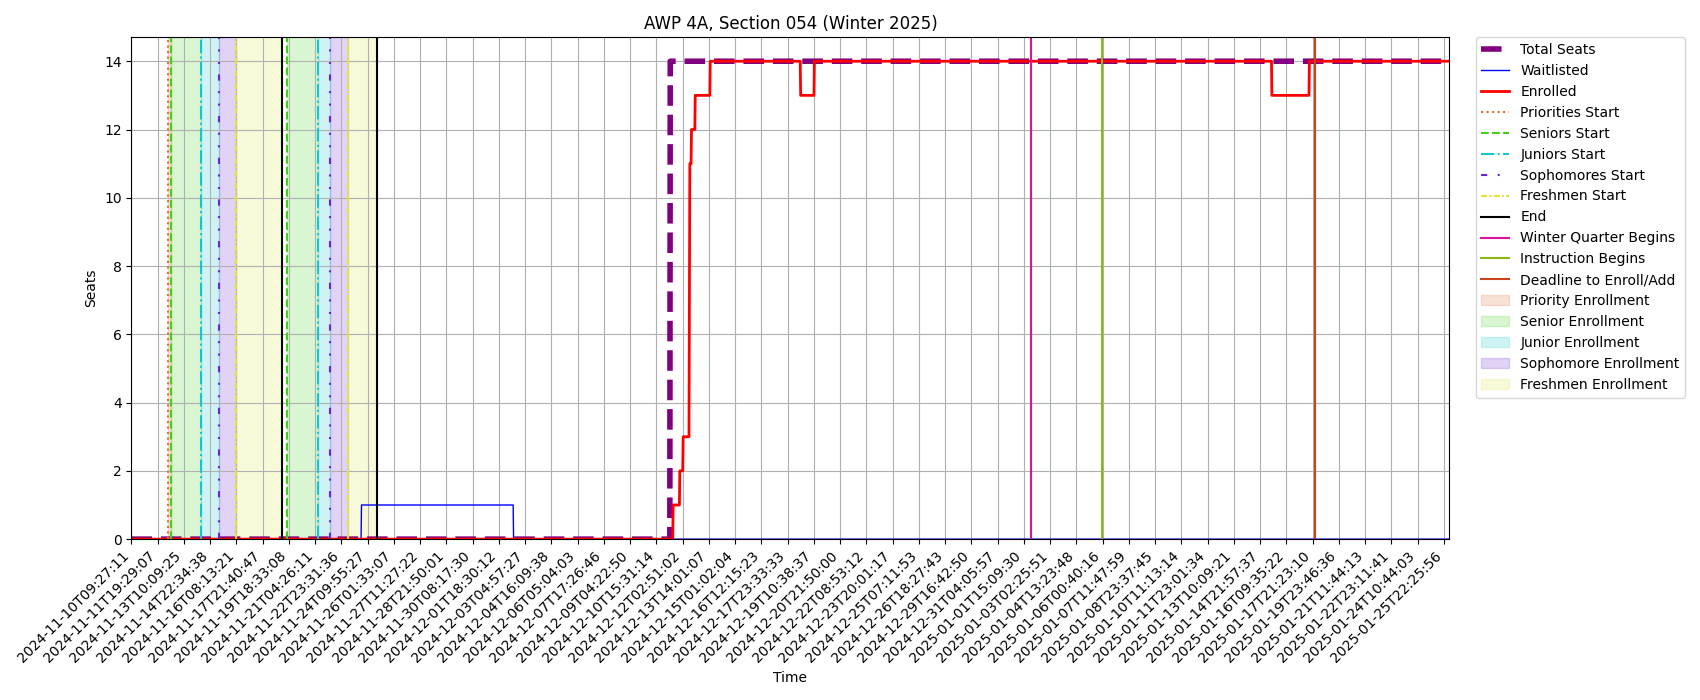 AWP 4A, Section 054 (Winter 2025)
Seats
14
12
10
8
6
4
2
0
2024-11-10T09:27:11
2024-11-11T19:29:07
2024-11-13T10:09:25
2024-11-14T22:34:38
2024-11-16T08:13:21
2024-11-17T21:40:47
2024-11-19T18:33:08
2024-11-21T04:26:11
2024-11-22T23:31:36
2024-11-24T09:55:27
2024-11-26T01:33:07
2024-11-27T11:27:22
2024-11-28T21:50:01
2024-11-30T08:17:30
2024-12-01T18:30:12
2024-12-03T04:57:27
2024-12-04T16:09:38
2024-12-06T05:04:03
2024-12-07T17:26:46
2024-12-09T04:22:50
2024-12-10T15:31:14
2024-12-12T02:51:02
2024-12-13T14:01:07
2024-12-15T01:02:04
2024-12-16T12:15:23
2024-12-17T23:33:33
2024-12-19T10:38:37
2024-12-20T21:50:00
2024-12-22T08:53:12
2024-12-23T20:01:17
2024-12-25T07:11:53
2024-12-26T18:27:43
2024-12-29T16:42:50
2024-12-31T04:05:57
2025-01-01T15:09:30
2025-01-03T02:25:51
2025-01-04T13:23:48
2025-01-06T00:40:16
2025-01-07T11:47:59
2025-01-08T23:37:45
2025-01-10T11:13:14
2025-01-11T23:01:34
2025-01-13T10:09:21
2025-01-14T21:57:37
2025-01-16T09:35:22
2025-01-17T21:23:10
2025-01-19T23:46:36
2025-01-21T11:44:13
2025-01-22T23:11:41
2025-01-24T10:44:03
2025-01-25T22:25:56
Time
Total Seats
Waitlisted
Enrolled
Priorities Start
Seniors Start
Juniors Start
Sophomores Start
Freshmen Start
End
Winter Quarter Begins
Instruction Begins
Deadline to Enroll/Add
Priority Enrollment
Senior Enrollment
Junior Enrollment
Sophomore Enrollment
Freshmen Enrollment